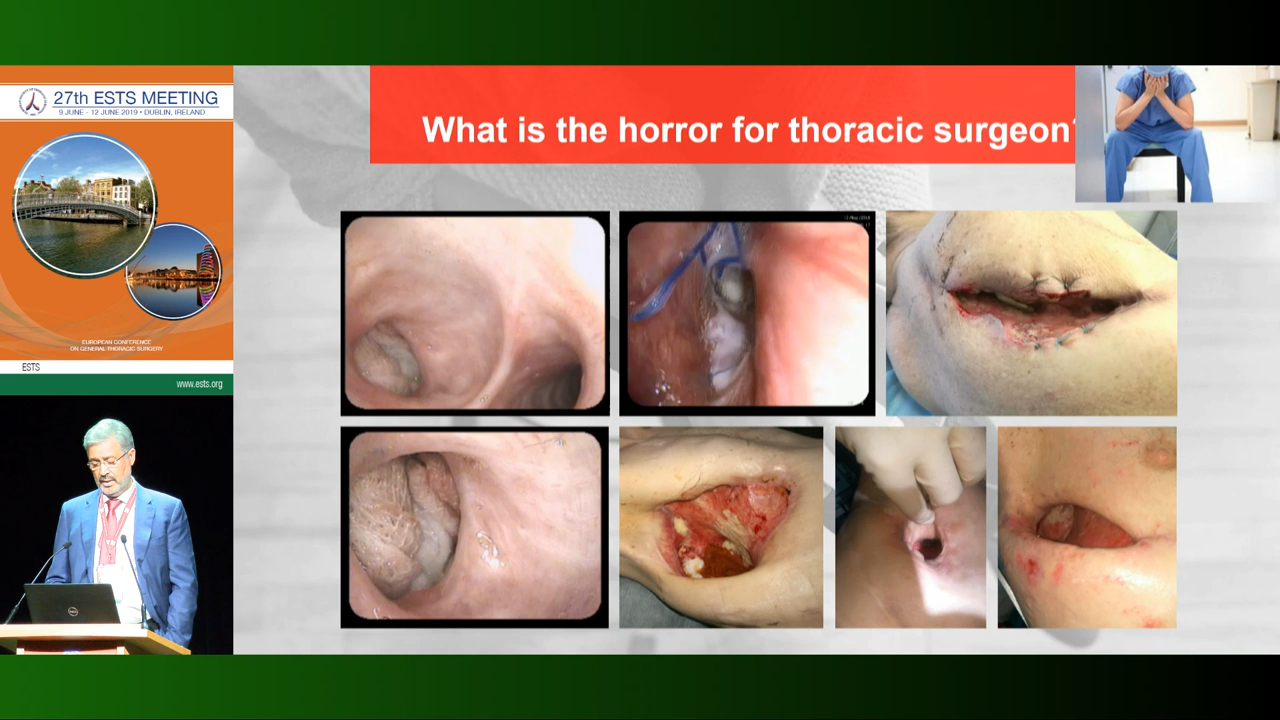 27th ESTS MEETING
9 JUNE - 12 JUNE 2019 • DUBLIN, IRELAND
EUROPEAN CONFERENCE
ON GENERAL THORACIC SURGERY
ESTS
www.ests.org
What is the horror for thoracic surgeon?
DELL